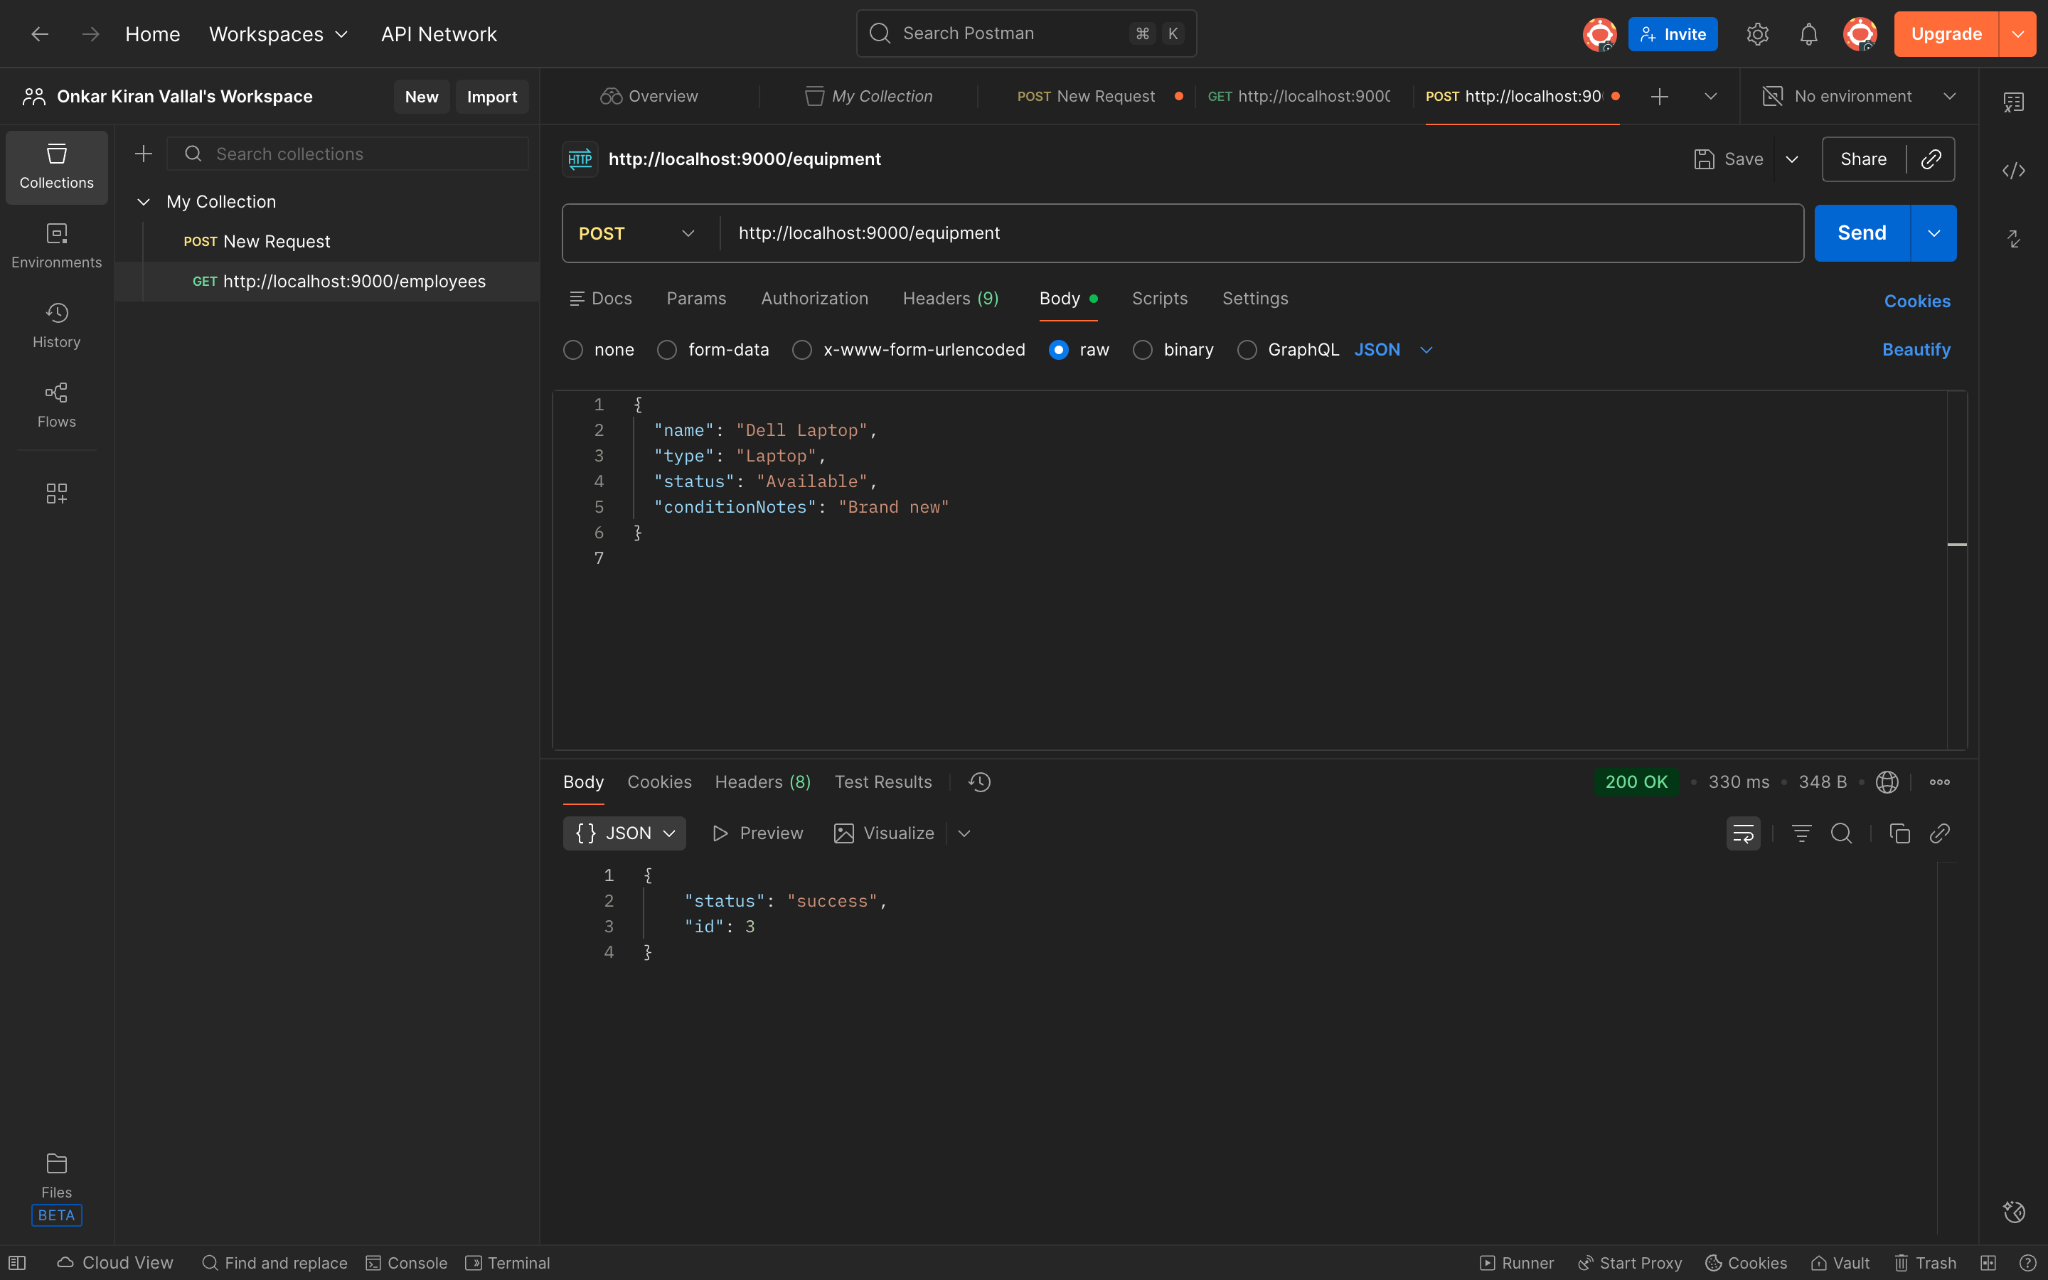 Home Workspaces API Network Search Postman ⌘ K Invite Upgrade
Onkar Kiran Vallal's Workspace New Import
Overview My Collection POST New Request GET http://localhost:9000 POST http://localhost:90 No environment
Collections
Environments
History
Flows
Files
BETA
Search collections
My Collection
POST New Request
GET http://localhost:9000/employees
HTTP http://localhost:9000/equipment Save Share
POST http://localhost:9000/equipment Send
Docs Params Authorization Headers (9) Body Scripts Settings Cookies
none form-data x-www-form-urlencoded raw binary GraphQL JSON Beautify
1 {
2 "name": "Dell Laptop",
3 "type": "Laptop",
4 "status": "Available",
5 "conditionNotes": "Brand new"
6 }
7
Body Cookies Headers (8) Test Results 200 OK • 330 ms • 348 B •
{} JSON Preview Visualize
1 {
2 "status": "success",
3 "id": 3
4 }
Cloud View Find and replace Console Terminal Runner Start Proxy Cookies Vault Trash